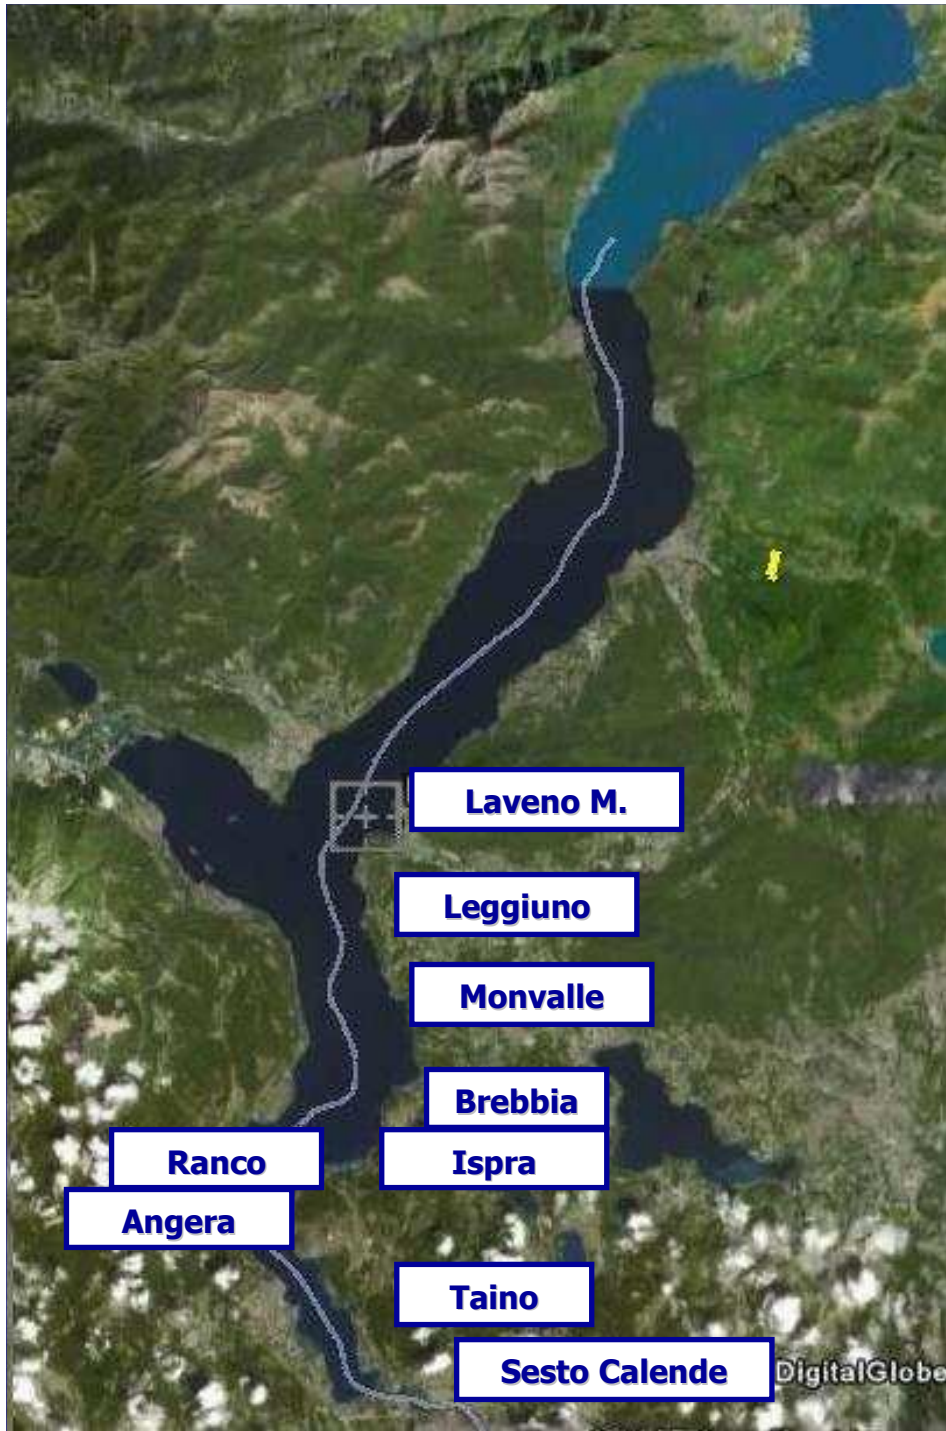 Laveno M.
Leggiuno
Monvalle
Brebbia
Ranco
Ispra
Angera
Taino
Sesto Calende
DigitalGlobe